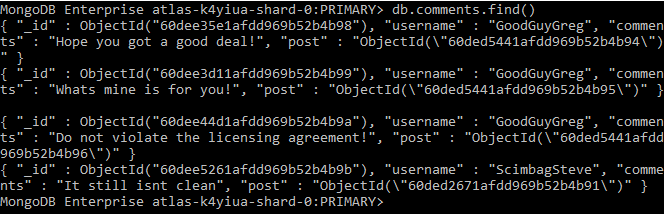 MongoDB Enterprise atlas-k4yiua-shard-0:PRIMARY> db.comments.find()
{ "_id" : ObjectId("60dee35e1afdd969b52b4b98"), "username" : "GoodGuyGreg", "comme
nts" : "Hope you got a good deal!", "post" : "ObjectId(\"60ded5441afdd969b52b4b94\")
" }
{ "_id" : ObjectId("60dee3d11afdd969b52b4b99"), "username" : "GoodGuyGreg", "commen
ts" : "Whats mine is for you!", "post" : "ObjectId(\"60ded5441afdd969b52b4b95\")" }
{ "_id" : ObjectId("60dee44d1afdd969b52b4b9a"), "username" : "GoodGuyGreg", "commen
ts" : "Do not violate the licensing agreement!", "post" : "ObjectId(\"60ded5441afdd
969b52b4b96\")" }
{ "_id" : ObjectId("60dee5261afdd969b52b4b9b"), "username" : "ScimbagSteve", "comme
nts" : "It still isnt clean", "post" : "ObjectId(\"60ded2671afdd969b52b4b91\")" }
MongoDB Enterprise atlas-k4yiua-shard-0:PRIMARY>